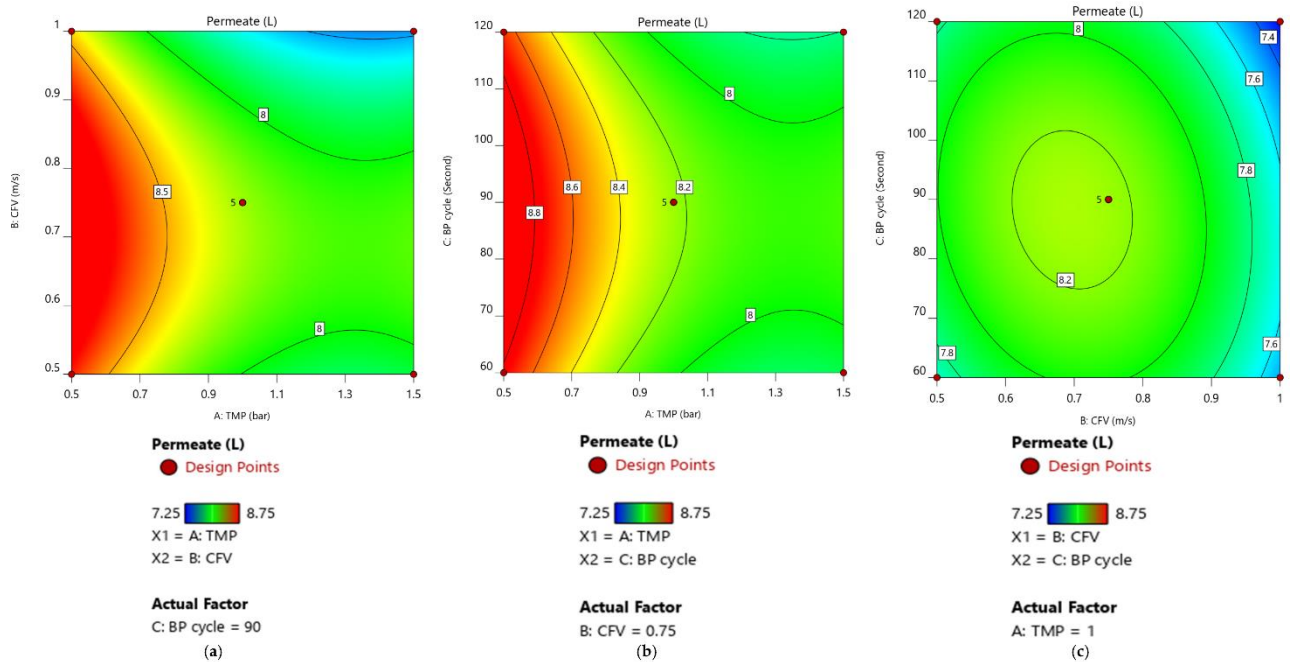 (a)
Permeate (L)
1
0.9
0.8
0.7
0.6
0.5
B: CFV (m/s)
8
8.5
5
8
0.5
0.7
0.9
1.1
1.3
1.5
A: TMP (bar)
Permeate (L)
Design Points
7.25
8.75
X1 = A: TMP
X2 = B: CFV
Actual Factor
C: BP cycle = 90
(a)
(b)
Permeate (L)
120
110
100
90
80
70
60
C: BP cycle (Second)
8
8.6
8.4
8.2
8.8
5
8
0.5
0.7
0.9
1.1
1.3
1.5
A: TMP (bar)
Permeate (L)
Design Points
7.25
8.75
X1 = A: TMP
X2 = C: BP cycle
Actual Factor
B: CFV = 0.75
(b)
(c)
Permeate (L)
120
110
100
90
80
70
60
C: BP cycle (Second)
8
7.4
7.6
7.8
5
8.2
7.8
7.6
0.5
0.6
0.7
0.8
0.9
1
B: CFV (m/s)
Permeate (L)
Design Points
7.25
8.75
X1 = B: CFV
X2 = C: BP cycle
Actual Factor
A: TMP = 1
(c)